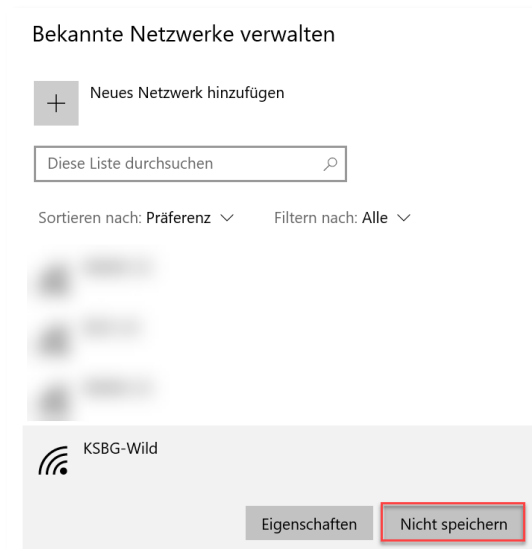 Bekannte Netzwerke verwalten
Neues Netzwerk hinzufügen
Diese Liste durchsuchen
Sortieren nach: Präferenz Filtern nach: Alle
KSBG-Wild
Eigenschaften Nicht speichern